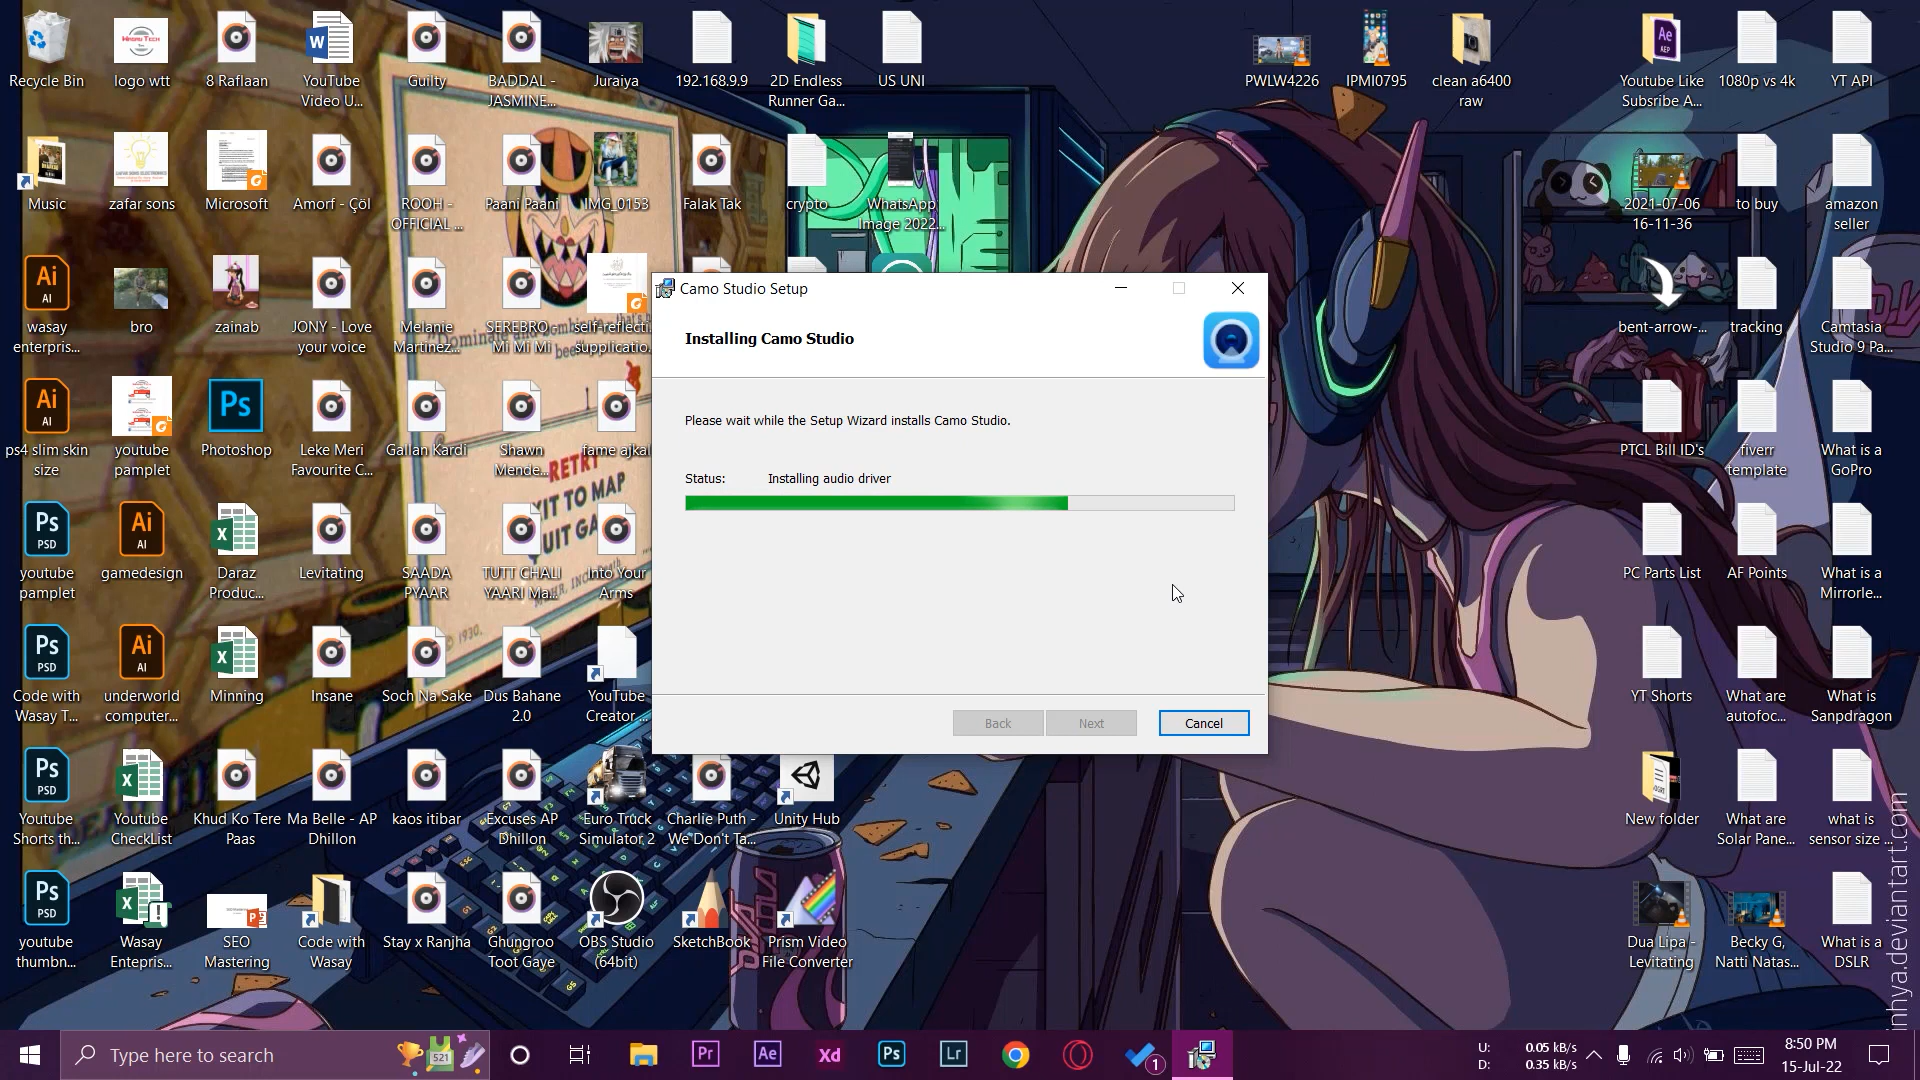 Recycle Bin
logo wtt
8 Raflaan
YouTube
Video U...
Guilty
BADDAL -
JASMINE...
Juraiya
192.168.9.9
2D Endless
Runner Ga...
US UNI
PWLW4226
IPMI0795
clean a6400
raw
Youtube Like
Subsribe A...
1080p vs 4k
YT API
Music
zafar sons
Microsoft
Amorf - Çöl
ROOH -
OFFICIAL ...
Paani Paani
IMG_0153
Falak Tak
crypto
WhatsApp
Image 2022...
2021-07-06
16-11-36
to buy
amazon
seller
wasay
enterpris...
bro
zainab
JONY - Love
your voice
Melanie
Martinez...
SEREBRO -
Mi Mi Mi
self-reflecti...
supplicatio...
bent-arrow-...
tracking
Camtasia
Studio 9 Pa...
Camo Studio Setup
Installing Camo Studio
Please wait while the Setup Wizard installs Camo Studio.
Status:
Installing audio driver
Back
Next
Cancel
ps4 slim skin
size
youtube
pamplet
Photoshop
Leke Meri
Favourite C...
Gallan Kardi
Shawn
Mende...
fame ajkal
PTCL Bill ID's
fiverr
template
What is a
GoPro
RETRY
EXIT TO MAP
youtube
pamplet
gamedesign
Daraz
Produc...
Levitating
SAADA
PYAAR
TUTT CHALI
YAARI Ma...
Into Your
Arms
PC Parts List
AF Points
What is a
Mirrorle...
© 1930.
Code with
Wasay T...
underworld
computer...
Minning
Insane
Soch Na Sake
Dus Bahane
2.0
YouTube
Creator ...
YT Shorts
What are
autofoc...
What is
Sanpdragon
Youtube
Shorts th...
Youtube
CheckList
Khud Ko Tere
Paas
Ma Belle - AP
Dhillon
kaos itibar
Excuses AP
Dhillon
Euro Truck
Simulator 2
Charlie Puth -
We Don't Ta...
Unity Hub
New folder
What are
Solar Pane...
what is
sensor size ...
youtube
thumbn...
Wasay
Entepris...
SEO
Mastering
Code with
Wasay
Stay x Ranjha
Ghungroo
Toot Gaye
OBS Studio
(64bit)
SketchBook
Prism Video
File Converter
Dua Lipa -
Levitating
Becky G,
Natti Natas...
What is a
DSLR
inhya.deviantart.com
Type here to search
521
Pr
Ae
Xd
Ps
Lr
1
U:
0.05 kB/s
D:
0.35 kB/s
8:50 PM
15-Jul-22